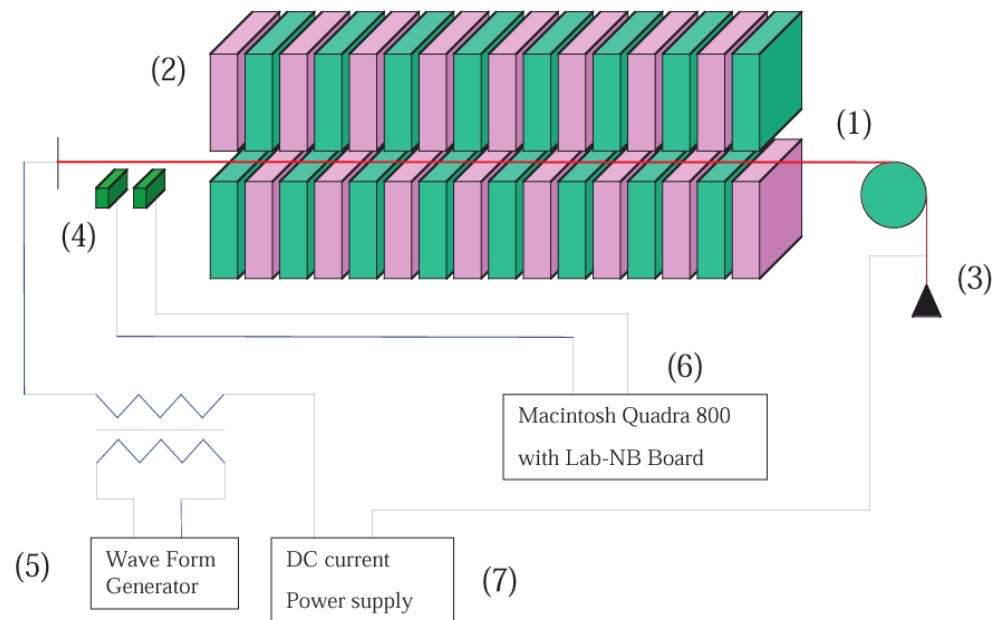 (2)
(1)
(4)
(3)
(6)
Macintosh Quadra 800
with Lab-NB Board
(5)
Wave Form
Generator
DC current
Power supply
(7)